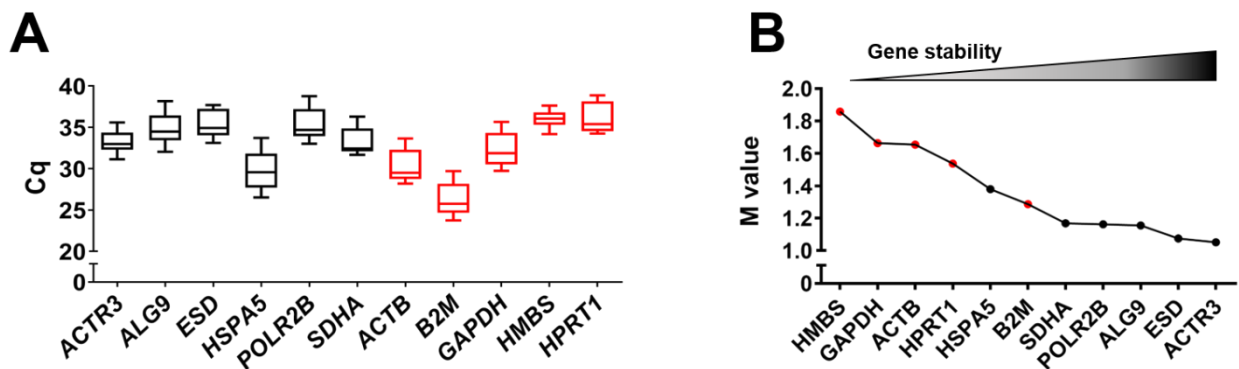 A
Cq
40
35
30
25
20
0
ACTR3
ALG9
ESD
HSPA5
POLR2B
SDHA
ACTB
B2M
GAPDH
HMBS
HPRT1
B
Gene stability
M value
2.0
1.8
1.6
1.4
1.2
1.0
0
HMBS
GAPDH
ACTB
HPRT1
HSPA5
B2M
SDHA
POLR2B
ALG9
ESD
ACTR3